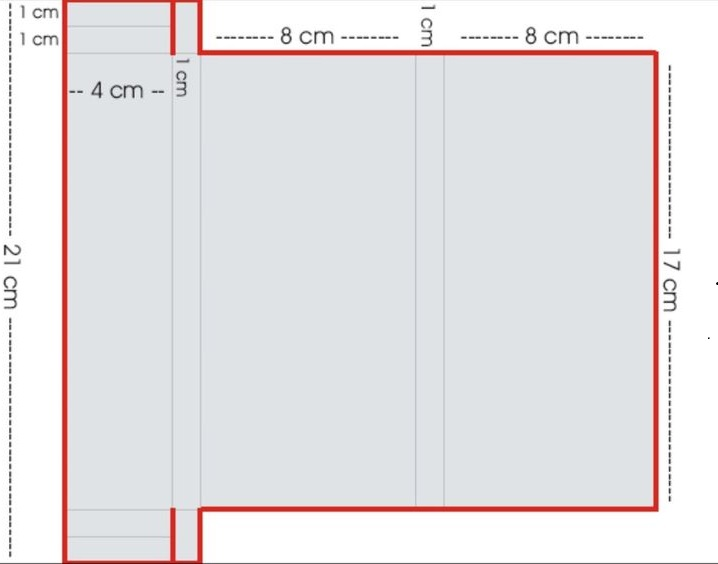 1 cm
1 cm
-------- 8 cm --------
1 cm
-------- 8 cm --------
-- 4 cm --
1 cm
21 cm
17 cm